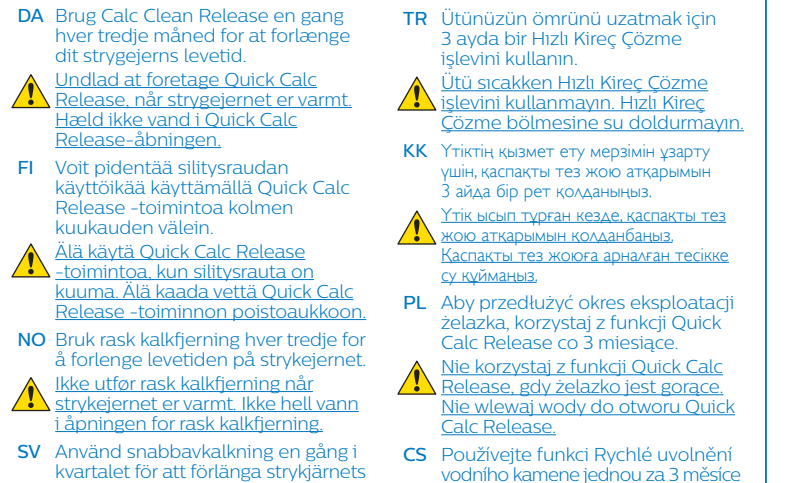 DA Brug Calc Clean Release en gang
hver tredje måned for at forlænge
dit strygejerns levetid.
Undlad at foretage Quick Calc
Release, når strygejernet er varmt.
Hæld ikke vand i Quick Calc
Release-åbningen.
FI Voit pidentää silitysraudan
käyttöikää käyttämällä Quick Calc
Release -toimintoa kolmen
kuukauden välein.
Älä käytä Quick Calc Release
-toimintoa, kun silitysrauta on
kuuma. Älä kaada vettä Quick Calc
Release -toiminnon poistoaukkoon.
NO Bruk rask kalkfjerning hver tredje for
å forlenge levetiden på strykejernet.
Ikke utfør rask kalkfjerning når
strykejernet er varmt. Ikke hell vann
i åpningen for rask kalkfjerning.
SV Använd snabbavkalkning en gång i
kvartalet för att förlänga strykjärnets
TR Ütünüzün ömrünü uzatmak için
3 ayda bir Hızlı Kireç Çözme
işlevini kullanın.
Ütü sıcakken Hızlı Kireç Çözme
işlevini kullanmayın. Hızlı Kireç
Çözme bölmesine su doldurmayın.
KK Үтіктің қызмет ету мерзімін ұзарту
үшін, қаспақты тез жою атқарымын
3 айда бір рет қолданыңыз.
Үтік ысып тұрған кезде, қаспақты тез
жою атқарымын қолданбаңыз.
Қаспақты тез жоюға арналған тесікке
су құймаңыз.
PL Aby przedłużyć okres eksploatacji
żelazka, korzystaj z funkcji Quick
Calc Release co 3 miesiące.
Nie korzystaj z funkcji Quick Calc
Release, gdy żelazko jest gorące.
Nie wlewaj wody do otworu Quick
Calc Release.
CS Používejte funkci Rychlé uvolnění
vodního kamene jednou za 3 měsíce